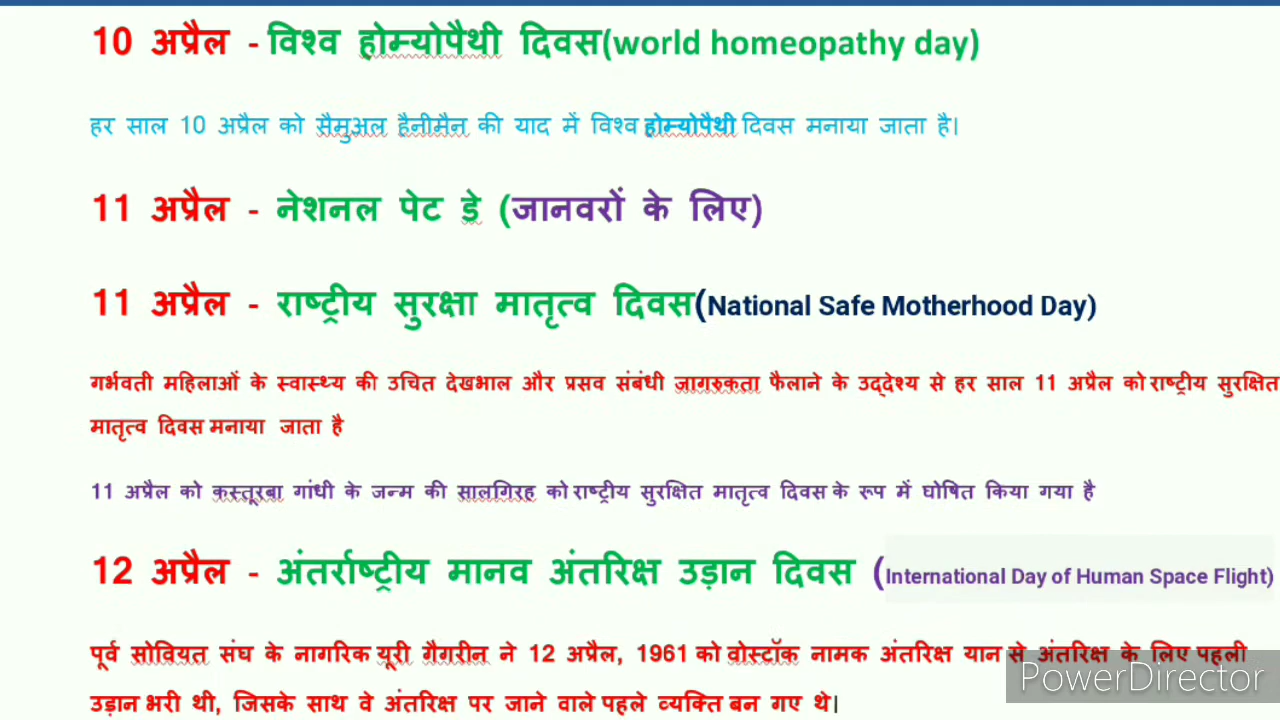 10 अप्रैल - विश्व होम्योपैथी दिवस(world homeopathy day)
हर साल 10 अप्रैल को सैमुअल हैनीमैन की याद में विश्व होम्योपैथी दिवस मनाया जाता है।
11 अप्रैल - नेशनल पेट डे (जानवरों के लिए)
11 अप्रैल - राष्ट्रीय सुरक्षा मातृत्व दिवस(National Safe Motherhood Day)
गर्भवती महिलाओं के स्वास्थ्य की उचित देखभाल और प्रसव संबंधी जागरुकता फैलाने के उद्देश्य से हर साल 11 अप्रैल को राष्ट्रीय सुरक्षित
मातृत्व दिवस मनाया जाता है
11 अप्रैल को कस्तूरबा गांधी के जन्म की सालगिरह को राष्ट्रीय सुरक्षित मातृत्व दिवस के रूप में घोषित किया गया है
12 अप्रैल - अंतर्राष्ट्रीय मानव अंतरिक्ष उड़ान दिवस (International Day of Human Space Flight)
पूर्व सोवियत संघ के नागरिक यूरी गैगरीन ने 12 अप्रैल, 1961 को वोस्टॉक नामक अंतरिक्ष यान से अंतरिक्ष के लिए पहली
उड़ान भरी थी, जिसके साथ वे अंतरिक्ष पर जाने वाले पहले व्यक्ति बन गए थे।
PowerDirector